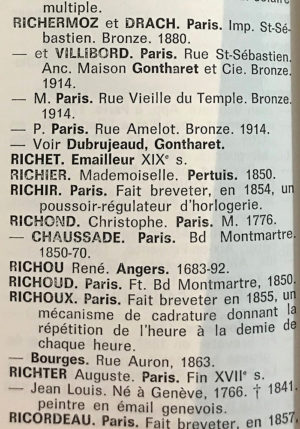 multiple.
RICHERMOZ et DRACH. Paris. Imp. St-Sé-
bastien. Bronze. 1880.
— et VILLIBORD. Paris. Rue St-Sébastien.
Anc. Maison Gontharet et Cie. Bronze.
1914.
— M. Paris. Rue Vieille du Temple. Bronze.
1914.
— P. Paris. Rue Amelot. Bronze. 1914.
— Voir Dubrujeaud, Gontharet.
RICHET. Emailleur XIXe s.
RICHIER. Mademoiselle. Pertuis. 1850.
RICHIR. Paris. Fait breveter, en 1854, un
poussoir-régulateur d'horlogerie.
RICHOND. Christophe. Paris. M. 1776.
— CHAUSSADE. Paris. Bd Montmartre.
1850-70.
RICHOU René. Angers. 1683-92.
RICHOUD. Paris. Ft. Bd Montmartre, 1850.
RICHOUX. Paris. Fait breveter en 1855, un
mécanisme de cadrature donnant la
répétition de l'heure à la demie de
chaque heure.
— Bourges. Rue Auron, 1863.
RICHTER Auguste. Paris. Fin XVIIe s.
— Jean Louis. Né à Genève, 1766. † 1841.
peintre en émail genevois.
RICORDEAU. Paris. Fait breveter, en 1857,